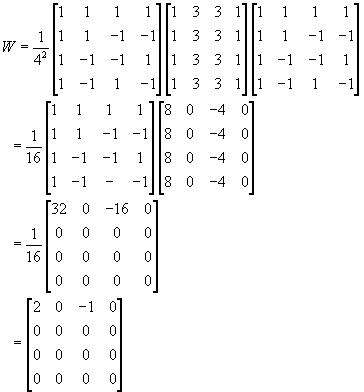 W = 1/4² [1 1 1 1] [1 3 3 1] [1 1 1 1]
[1 1 −1 −1] [1 3 3 1] [1 1 −1 −1]
[1 −1 −1 1] [1 3 3 1] [1 −1 −1 1]
[1 −1 1 −1] [1 3 3 1] [1 −1 1 −1]
= 1/16 [1 1 1 1] [8 0 −4 0]
[1 1 −1 −1] [8 0 −4 0]
[1 −1 −1 1] [8 0 −4 0]
[1 −1 − −1] [8 0 −4 0]
= 1/16 [32 0 −16 0]
[0 0 0 0]
[0 0 0 0]
[0 0 0 0]
= [2 0 −1 0]
[0 0 0 0]
[0 0 0 0]
[0 0 0 0]